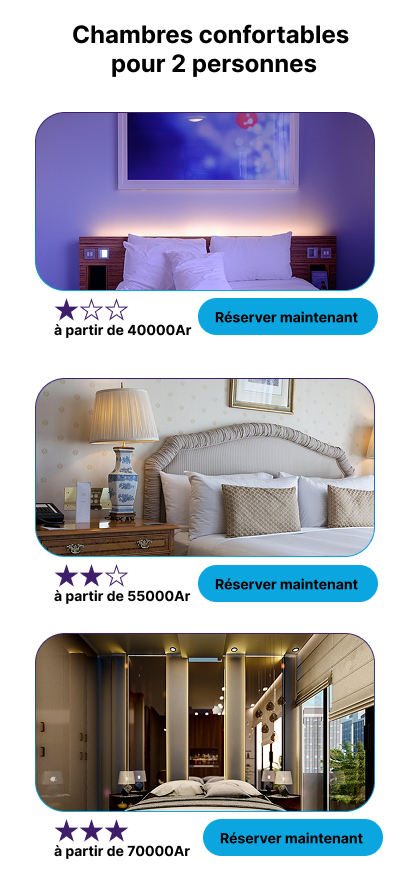 Chambres confortables
pour 2 personnes
à partir de 40000Ar
Réserver maintenant
à partir de 55000Ar
Réserver maintenant
à partir de 70000Ar
Réserver maintenant